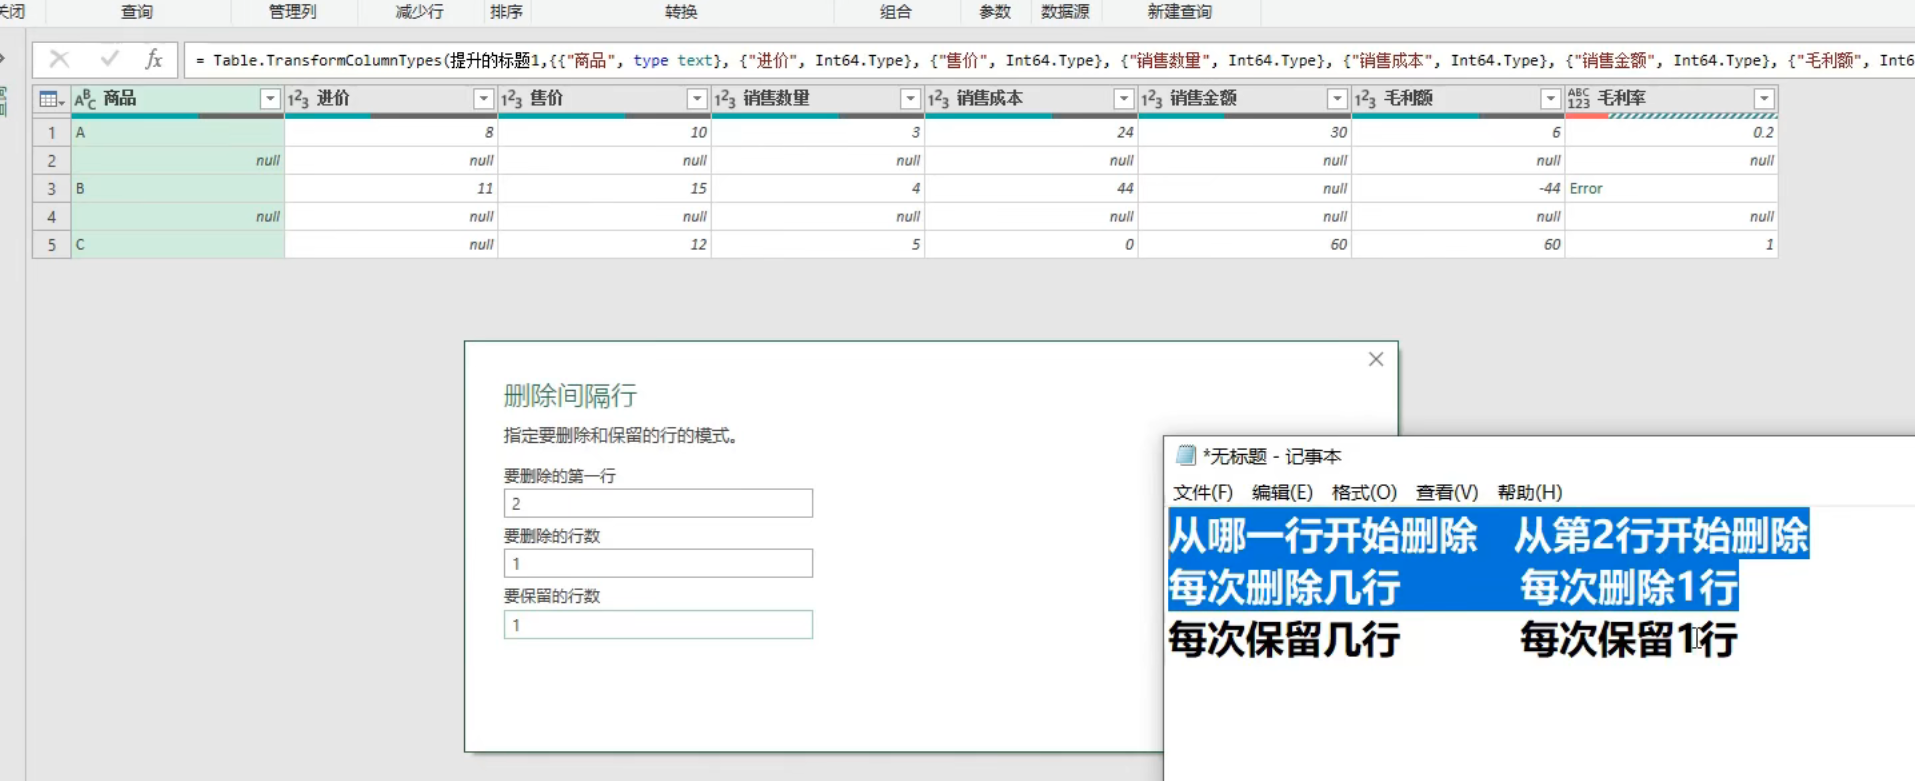 关闭 查询 管理列 减少行 排序 转换 组合 参数 数据源 新建查询
fx = Table.TransformColumnTypes(提升的标题1,{{"商品", type text}, {"进价", Int64.Type}, {"售价", Int64.Type}, {"销售数量", Int64.Type}, {"销售成本", Int64.Type}, {"销售金额", Int64.Type}, {"毛利额", Int6
ABC 商品 123 进价 123 售价 123 销售数量 123 销售成本 123 销售金额 123 毛利额 ABC123 毛利率
1 A 8 10 3 24 30 6 0.2
2 null null null null null null null null
3 B 11 15 4 44 null -44 Error
4 null null null null null null null null
5 C null 12 5 0 60 60 1
删除间隔行
指定要删除和保留的行的模式。
要删除的第一行
2
要删除的行数
1
要保留的行数
1
*无标题 - 记事本
文件(F) 编辑(E) 格式(O) 查看(V) 帮助(H)
从哪一行开始删除 从第2行开始删除
每次删除几行 每次删除1行
每次保留几行 每次保留1行